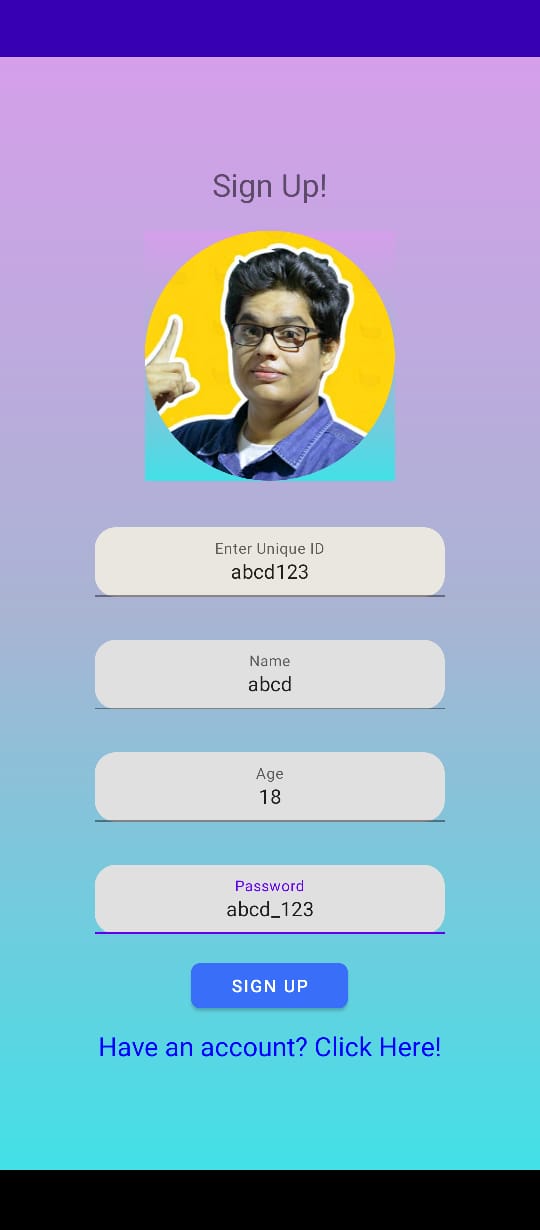 Sign Up!
Enter Unique ID
abcd123
Name
abcd
Age
18
Password
abcd_123
SIGN UP
Have an account? Click Here!